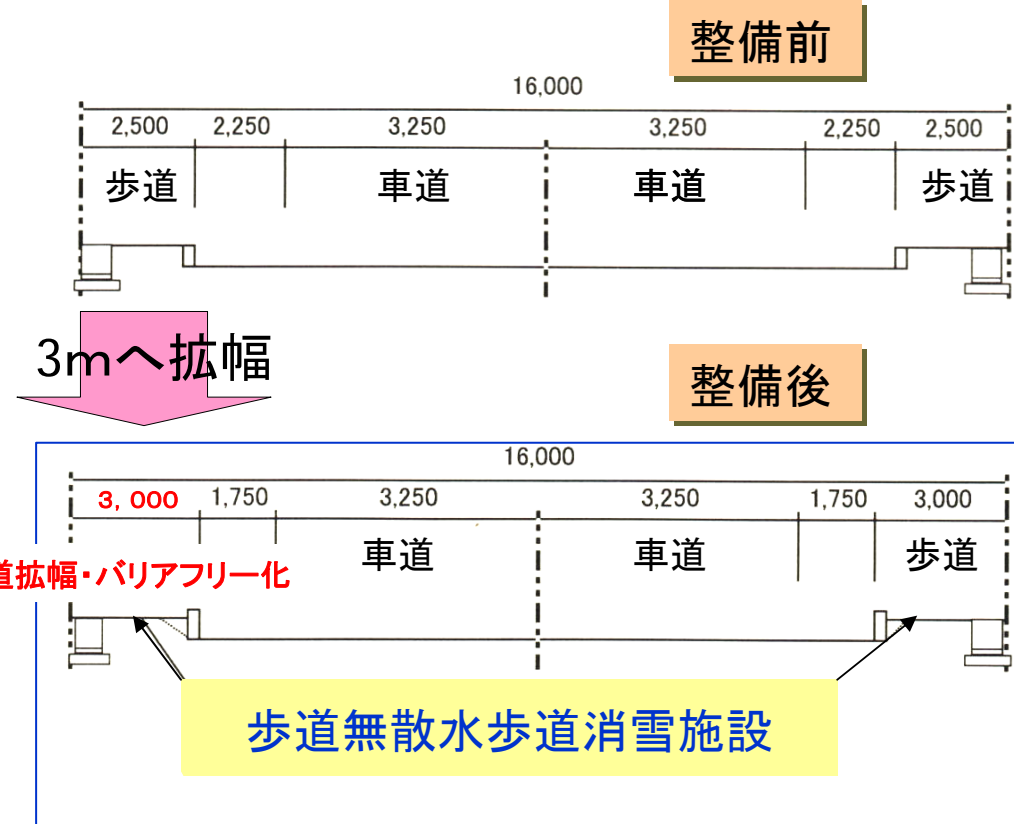 整備前
16,000
2,500 2,250 3,250 3,250 2,250 2,500
歩道 車道 車道 歩道
3mへ拡幅
整備後
16,000
3,000 1,750 3,250 3,250 1,750 3,000
車道 車道 歩道
道拡幅・バリアフリー化
歩道無散水歩道消雪施設